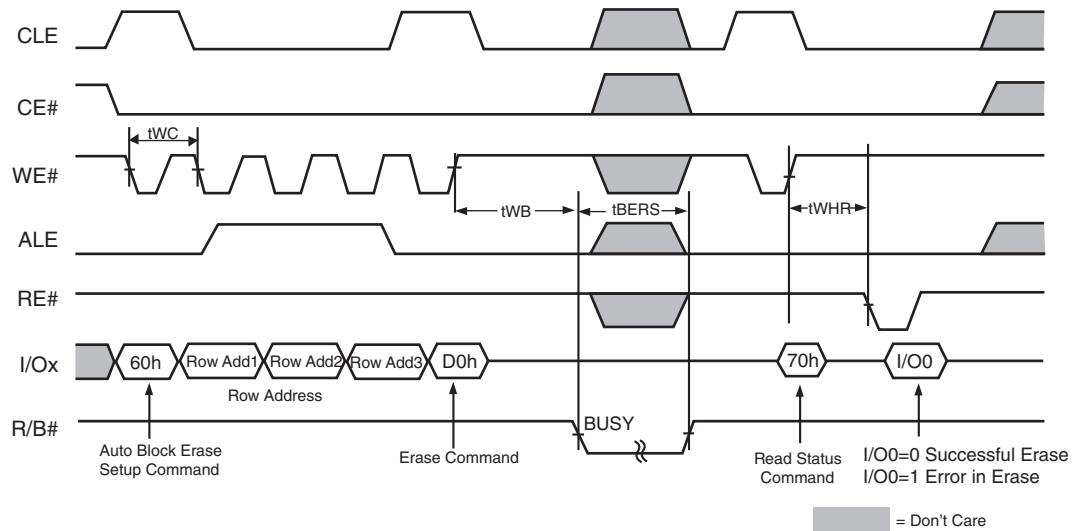 CLE
CE#
tWC
WE#
tWB
tBERS
tWHR
ALE
RE#
I/Ox
60h
Row Add1
Row Add2
Row Add3
D0h
70h
I/O0
Row Address
R/B#
BUSY
Auto Block Erase
Setup Command
Erase Command
Read Status
Command
I/O0=0 Successful Erase
I/O0=1 Error in Erase
= Don't Care